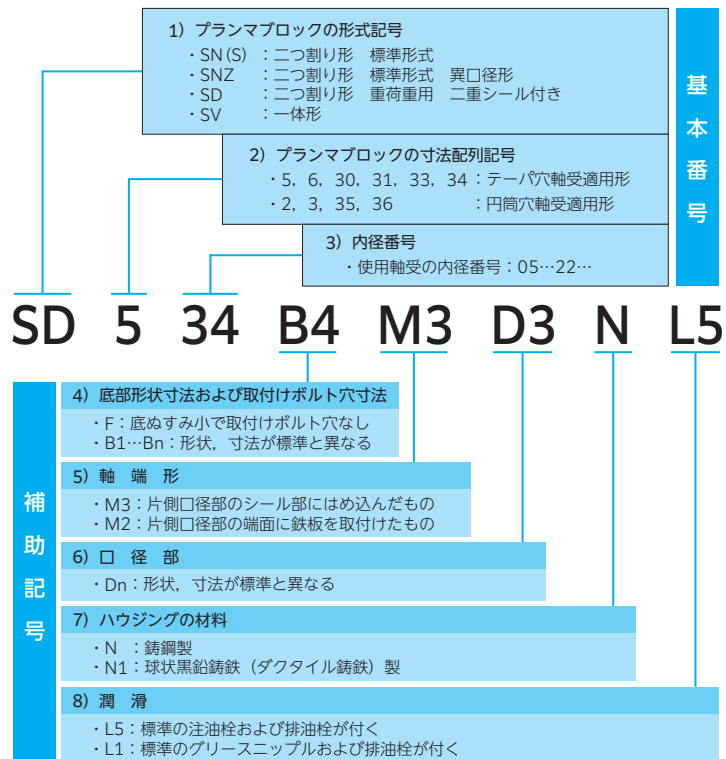 1）プランマブロックの形式記号
・SN（S）：二つ割り形　標準形式
・SNZ　：二つ割り形　標準形式　異口径形
・SD　：二つ割り形　重荷重用　二重シール付き
・SV　：一体形
2）プランマブロックの寸法配列記号
・5，6，30，31，33，34：テーパ穴軸受適用形
・2，3，35，36　：円筒穴軸受適用形
3）内径番号
・使用軸受の内径番号：05…22…
基本番号
SD 5 34 B4 M3 D3 N L5
補助記号
4）底部形状寸法および取付けボルト穴寸法
・F：底ぬすみ小で取付けボルト穴なし
・B1…Bn：形状，寸法が標準と異なる
5）軸　端　形
・M3：片側口径部のシール部にはめ込んだもの
・M2：片側口径部の端面に鉄板を取付けたもの
6）口　径　部
・Dn：形状，寸法が標準と異なる
7）ハウジングの材料
・N　：鋳鋼製
・N1：球状黒鉛鋳鉄（ダクタイル鋳鉄）製
8）潤　滑
・L5：標準の注油栓および排油栓が付く
・L1：標準のグリースニップルおよび排油栓が付く